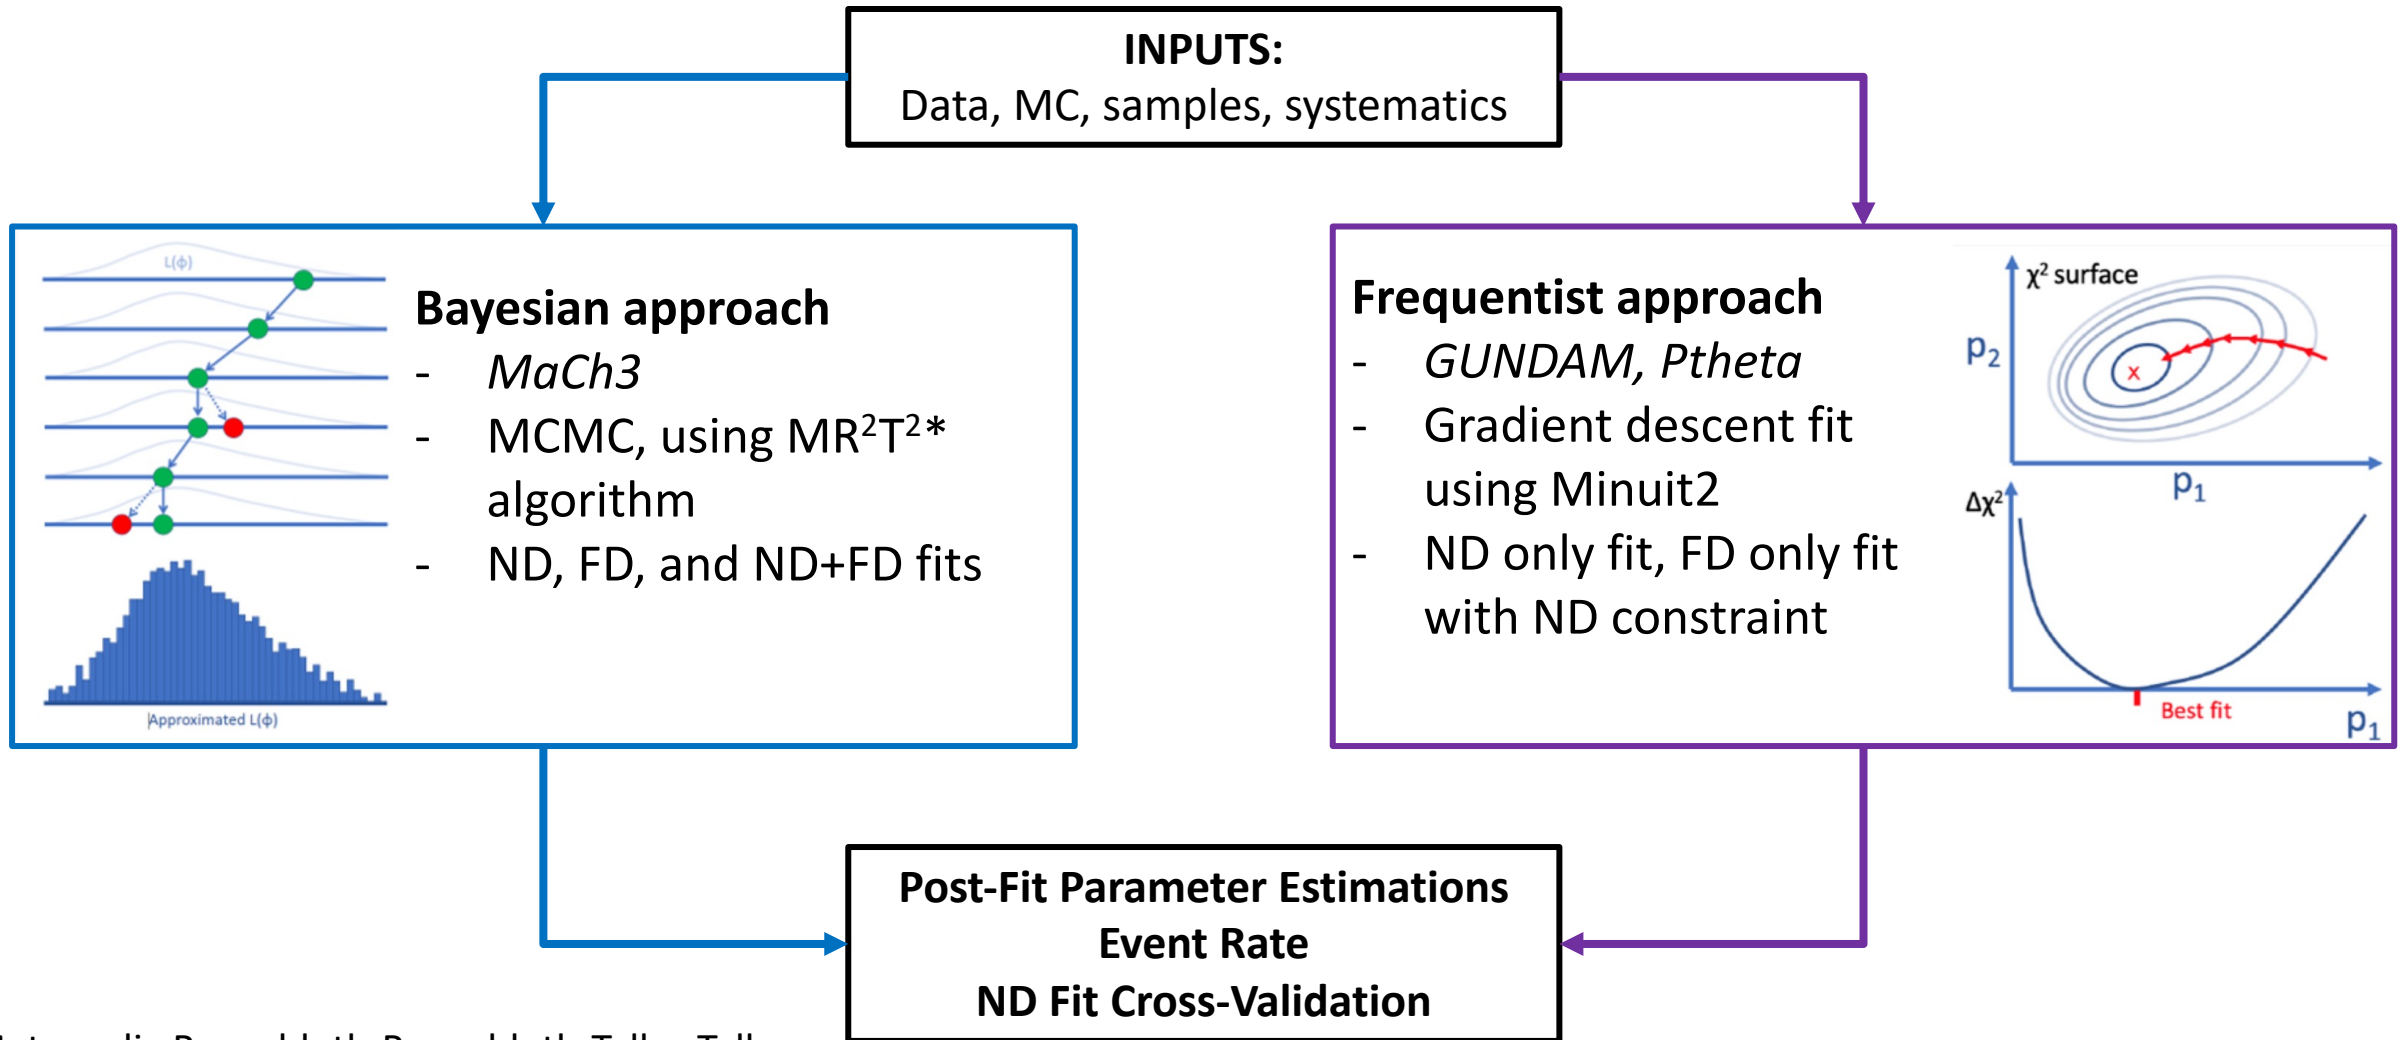 INPUTS:
Data, MC, samples, systematics
L(ϕ)
Approximated L(ϕ)
Bayesian approach
- MaCh3
- MCMC, using MR²T²*
algorithm
- ND, FD, and ND+FD fits
Frequentist approach
- GUNDAM, Ptheta
- Gradient descent fit
using Minuit2
- ND only fit, FD only fit
with ND constraint
χ² surface
p₂
p₁
Δχ²
Best fit
p₁
Post-Fit Parameter Estimations
Event Rate
ND Fit Cross-Validation